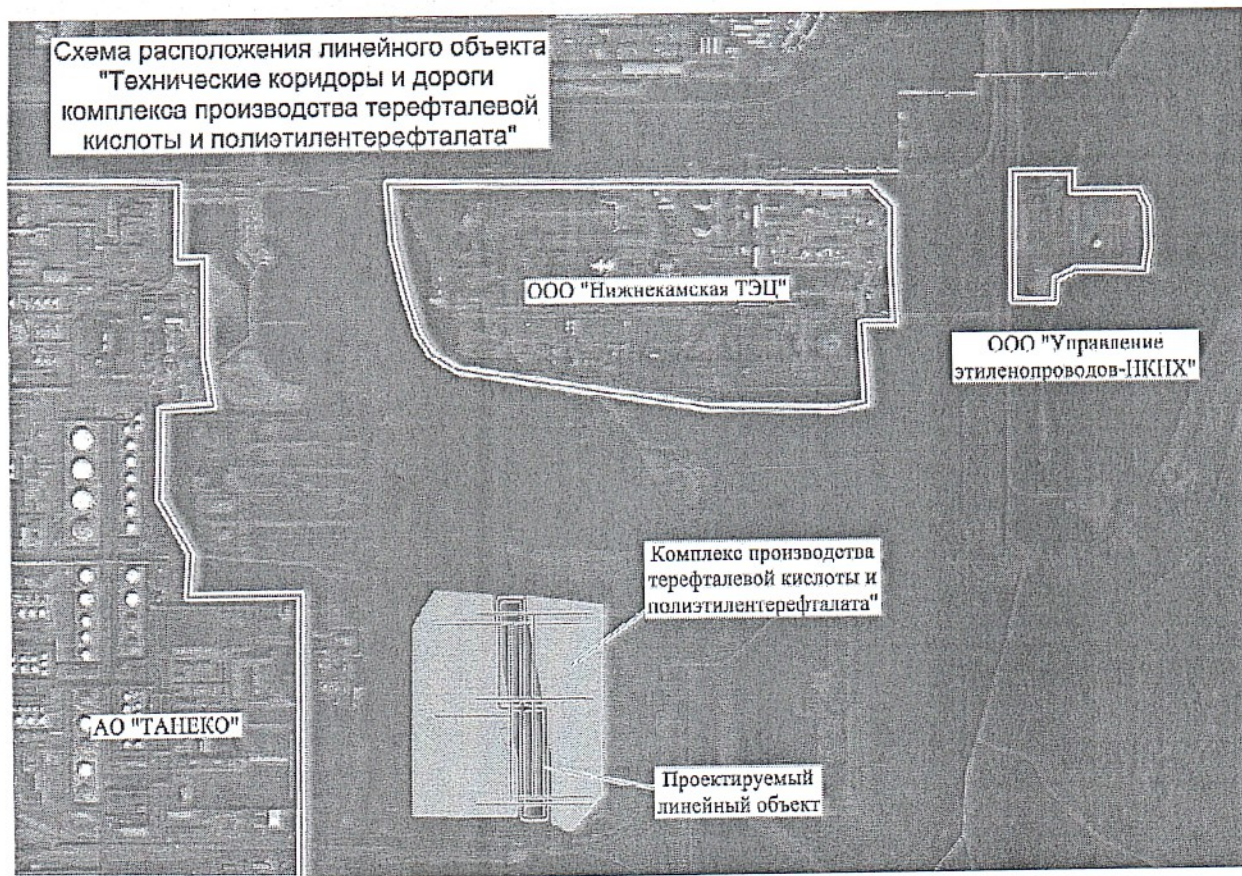 Схема расположения линейного объекта
"Технические коридоры и дороги
комплекса производства терефталевой
кислоты и полиэтилентерефталата"
ООО "Нижнекамская ТЭЦ"
ООО "Управление
этиленопроводов-НКНХ"
Комплекс производства
терефталевой кислоты и
полиэтилентерефталата"
АО "ТАНЕКО"
Проектируемый
линейный объект